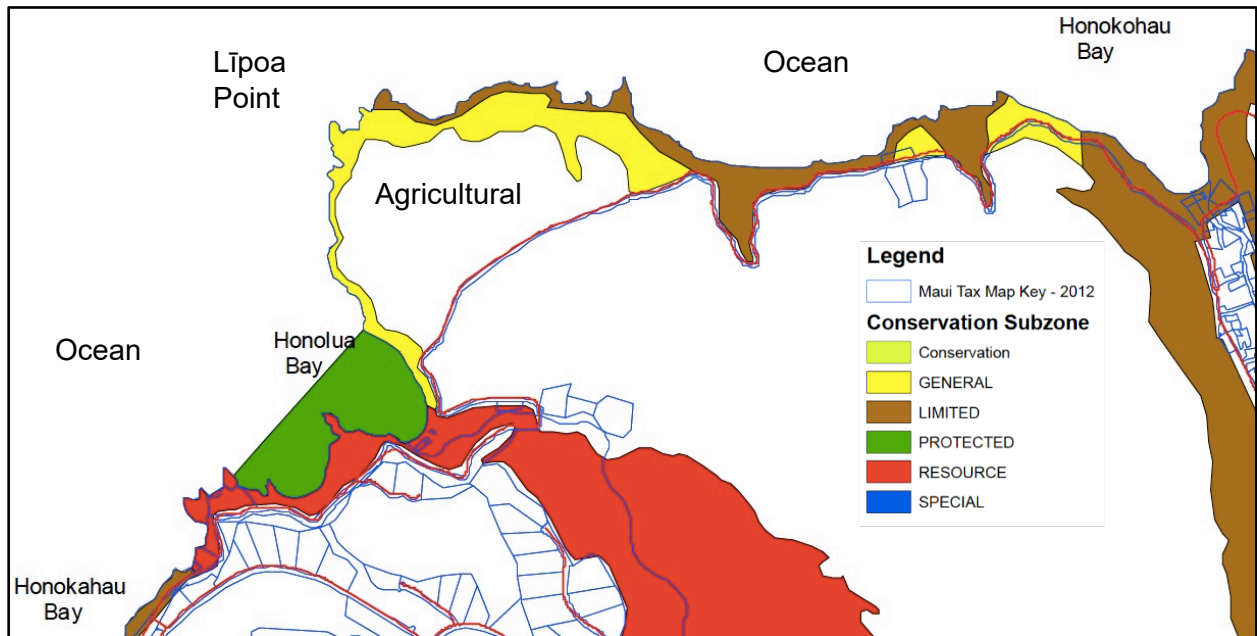 Līpoa
Point
Ocean
Honokohau
Bay
Agricultural
Ocean
Honolua
Bay
Honokahau
Bay
Legend
Maui Tax Map Key - 2012
Conservation Subzone
Conservation
GENERAL
LIMITED
PROTECTED
RESOURCE
SPECIAL